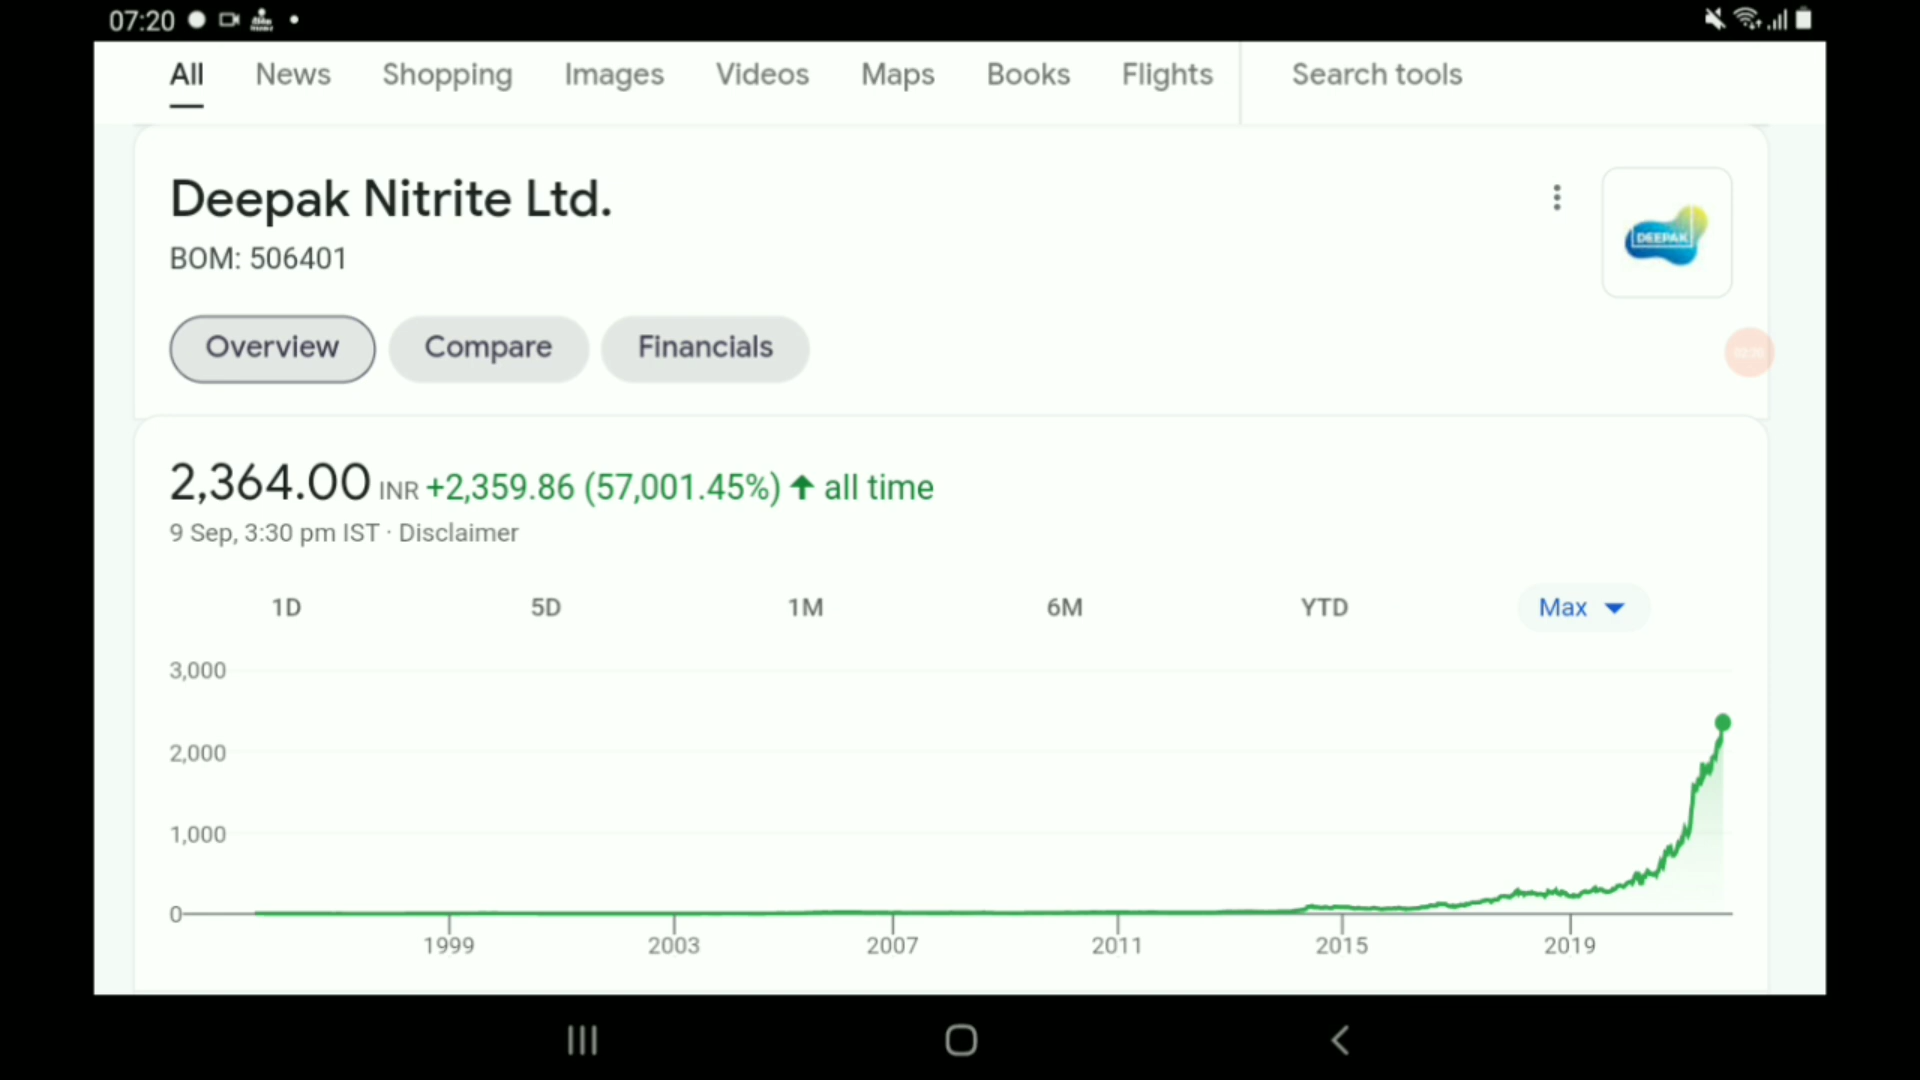 07:20
All News Shopping Images Videos Maps Books Flights Search tools
Deepak Nitrite Ltd.
DEEPAK
BOM: 506401
Overview Compare Financials
2,364.00 INR +2,359.86 (57,001.45%) ↑ all time
9 Sep, 3:30 pm IST · Disclaimer
1D 5D 1M 6M YTD Max
3,000
2,000
1,000
0
1999 2003 2007 2011 2015 2019